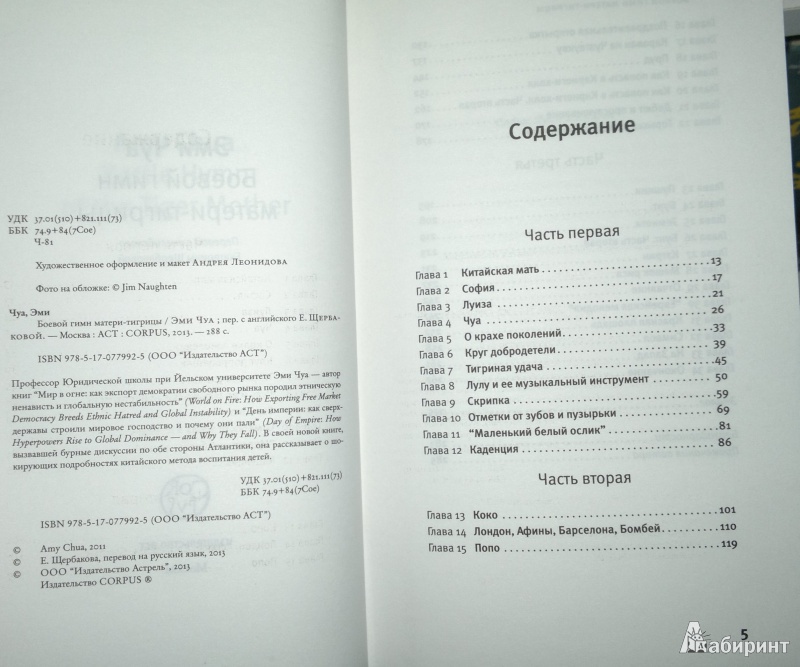 УДК 37.01(510)+821.111(73)
ББК 74.9+84(7Сое)
Ч-81
Художественное оформление и макет Андрея Леонидова
Фото на обложке: © Jim Naughten
Чуа, Эми
Боевой гимн матери-тигрицы / Эми Чуа ; пер. с английского Е. Щерба-
ковой. — Москва : АСТ : CORPUS, 2013. — 288 с.
ISBN 978-5-17-077992-5 (ООО “Издательство АСТ”)
Профессор Юридической школы при Йельском университете Эми Чуа — автор
книг “Мир в огне: как экспорт демократии свободного рынка породил этническую
ненависть и глобальную нестабильность” (World on Fire: How Exporting Free Market
Democracy Breeds Ethnic Hatred and Global Instability) и “День империи: как сверх-
державы строили мировое господство и почему они пали” (Day of Empire: How
Hyperpowers Rise to Global Dominance — and Why They Fall). В своей новой книге,
вызвавшей бурные дискуссии по обе стороны Атлантики, она рассказывает о шо-
кирующих подробностях китайского метода воспитания детей.
УДК 37.01(510)+821.111(73)
ББК 74.9+84(7Сое)
ISBN 978-5-17-077992-5 (ООО “Издательство АСТ”)
© Amy Chua, 2011
© Е. Щербакова, перевод на русский язык, 2013
© ООО “Издательство Астрель”, 2013
Издательство CORPUS ®
Содержание
Часть первая
Глава 1 Китайская мать 13
Глава 2 София 17
Глава 3 Луиза 21
Глава 4 Чуа 26
Глава 5 О крахе поколений 33
Глава 6 Круг добродетели 39
Глава 7 Тигриная удача 45
Глава 8 Лулу и ее музыкальный инструмент 50
Глава 9 Скрипка 59
Глава 10 Отметки от зубов и пузырьки 69
Глава 11 “Маленький белый ослик” 81
Глава 12 Каденция 86
Часть вторая
Глава 13 Коко 101
Глава 14 Лондон, Афины, Барселона, Бомбей 110
Глава 15 Попо 119
5
Лабиринт